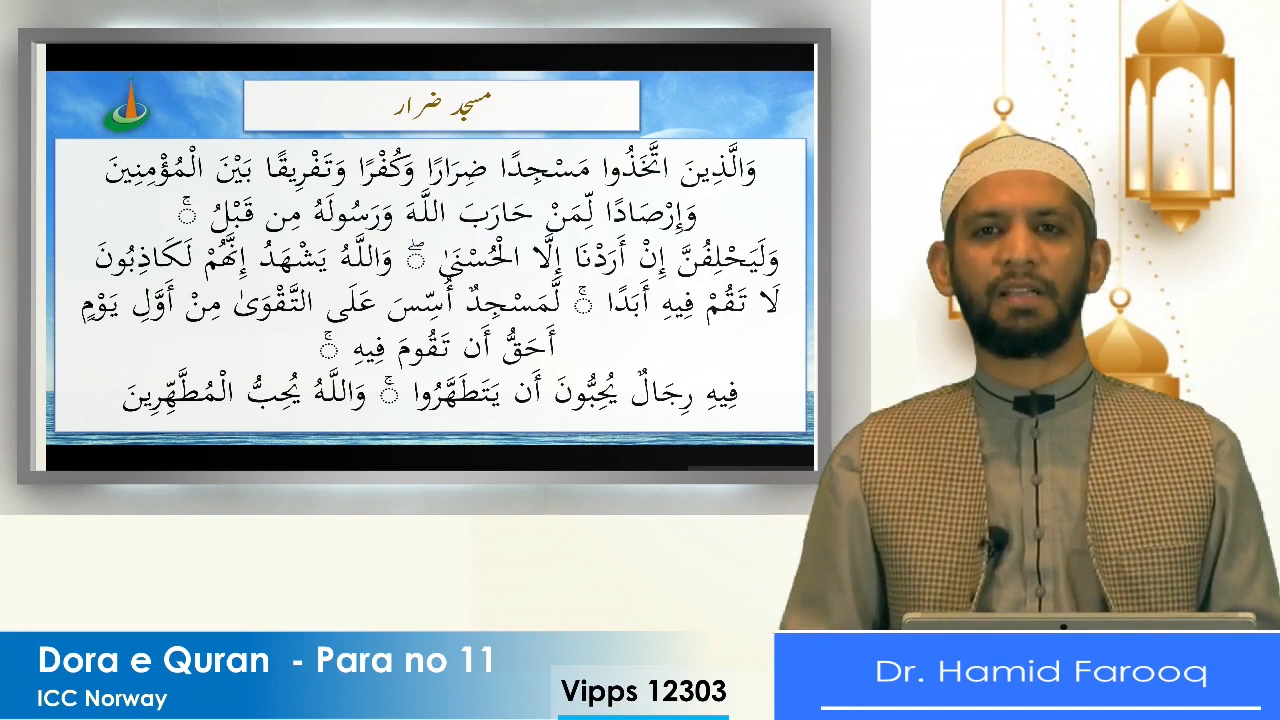 مسجد ضرار
وَالَّذِينَ اتَّخَذُوا مَسْجِدًا ضِرَارًا وَكُفْرًا وَتَفْرِيقًا بَيْنَ الْمُؤْمِنِينَ
وَإِرْصَادًا لِّمَنْ حَارَبَ اللَّهَ وَرَسُولَهُ مِن قَبْلُ ۚ
وَلَيَحْلِفُنَّ إِنْ أَرَدْنَا إِلَّا الْحُسْنَىٰ ۖ وَاللَّهُ يَشْهَدُ إِنَّهُمْ لَكَاذِبُونَ
لَا تَقُمْ فِيهِ أَبَدًا ۚ لَّمَسْجِدٌ أُسِّسَ عَلَى التَّقْوَىٰ مِنْ أَوَّلِ يَوْمٍ
أَحَقُّ أَن تَقُومَ فِيهِ ۚ
فِيهِ رِجَالٌ يُحِبُّونَ أَن يَتَطَهَّرُوا ۚ وَاللَّهُ يُحِبُّ الْمُطَّهِّرِينَ
Dora e Quran - Para no 11
ICC Norway
Vipps 12303
Dr. Hamid Farooq